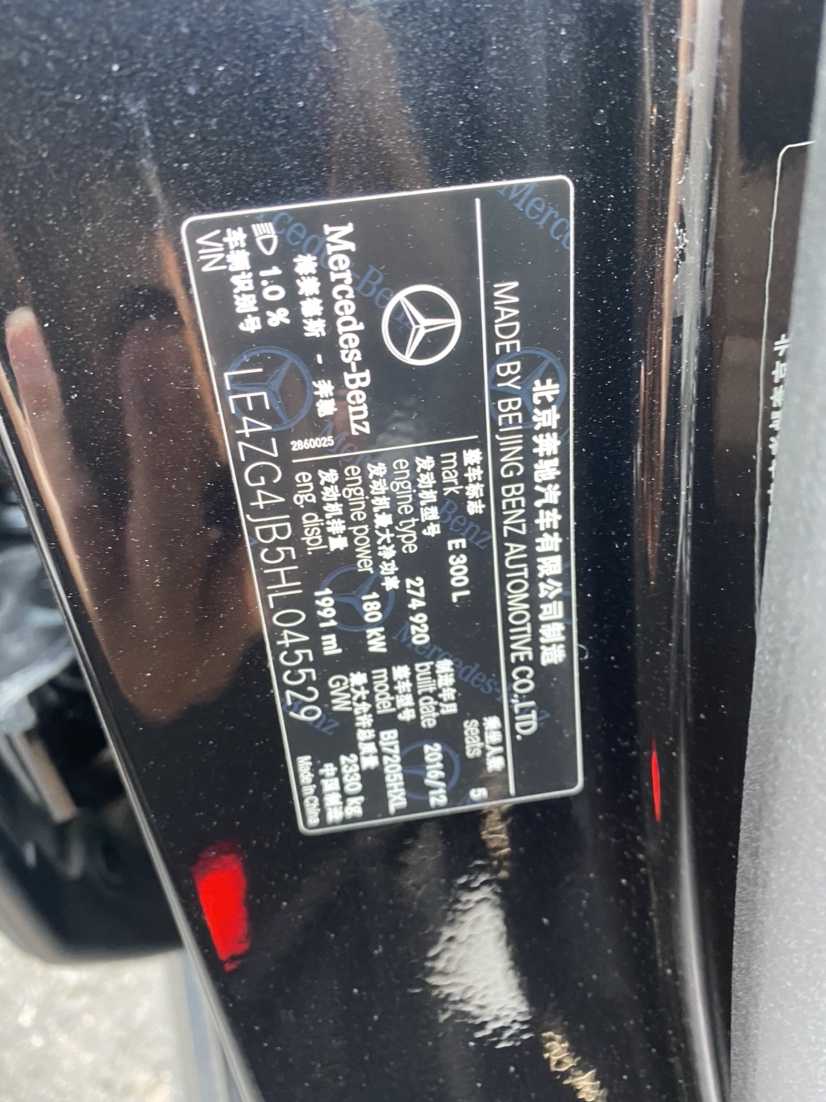 北京奔驰汽车有限公司制造
MADE BY BEIJING BENZ AUTOMOTIVE CO.,LTD.
Mercedes-Benz
梅赛德斯 - 奔驰
2860025
1.0 %
整车标志
mark
E 300 L
乘坐人数
seats
5
发动机型号
engine type
274 920
制造年月
built date
2016/12
发动机最大净功率
engine power
180 kW
整车型号
model
BJ7205HXL
发动机排量
eng. displ.
1991 ml
最大允许总质量
GVW
2330 kg
车辆识别号
VIN
LE4ZG4JB5HL045529
中国制造
Made in China